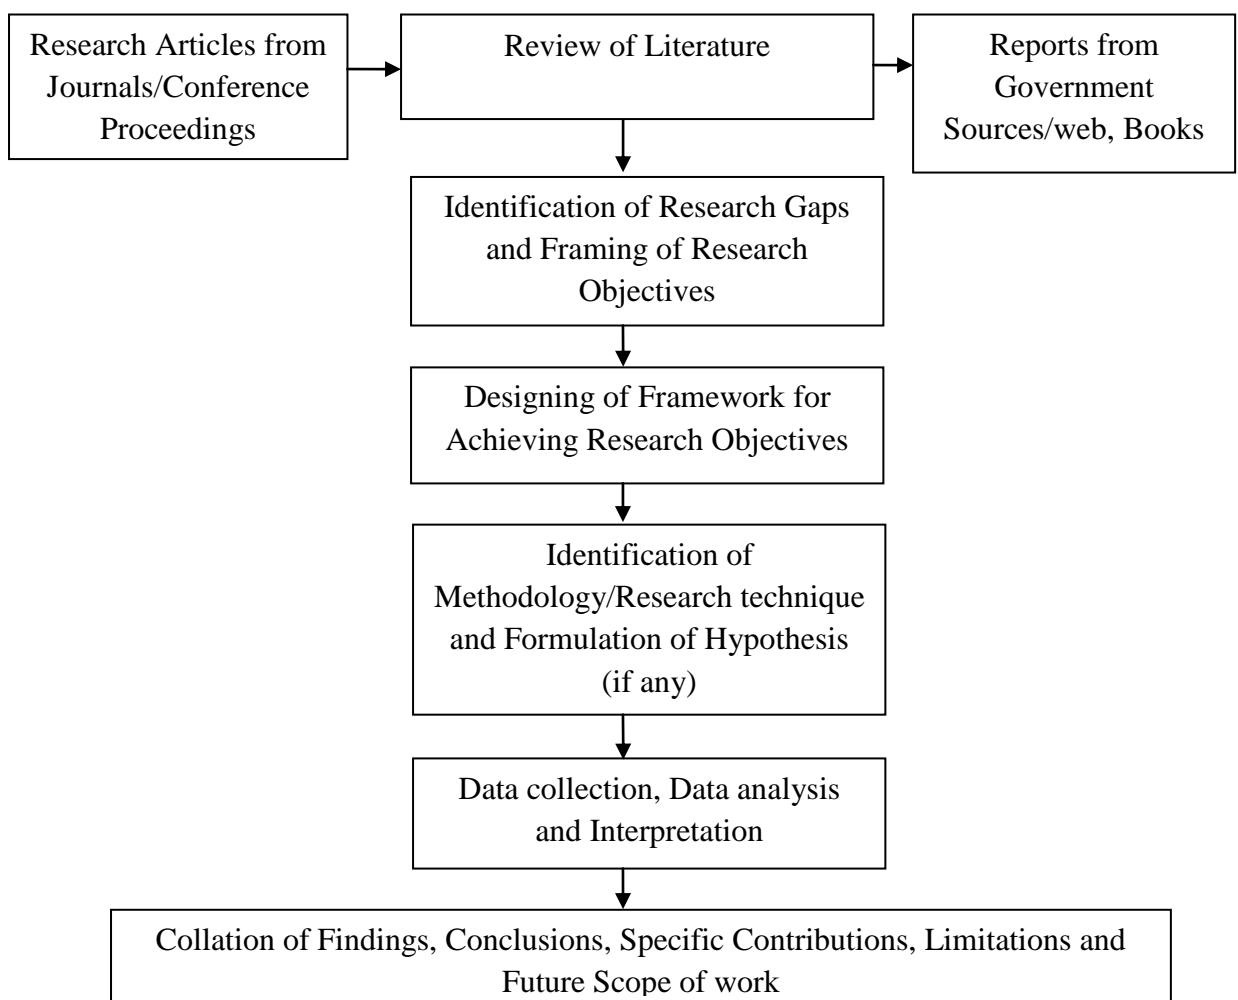 Research Articles from
Journals/Conference
Proceedings
Review of Literature
Reports from
Government
Sources/web, Books
Identification of Research Gaps
and Framing of Research
Objectives
Designing of Framework for
Achieving Research Objectives
Identification of
Methodology/Research technique
and Formulation of Hypothesis
(if any)
Data collection, Data analysis
and Interpretation
Collation of Findings, Conclusions, Specific Contributions, Limitations and
Future Scope of work